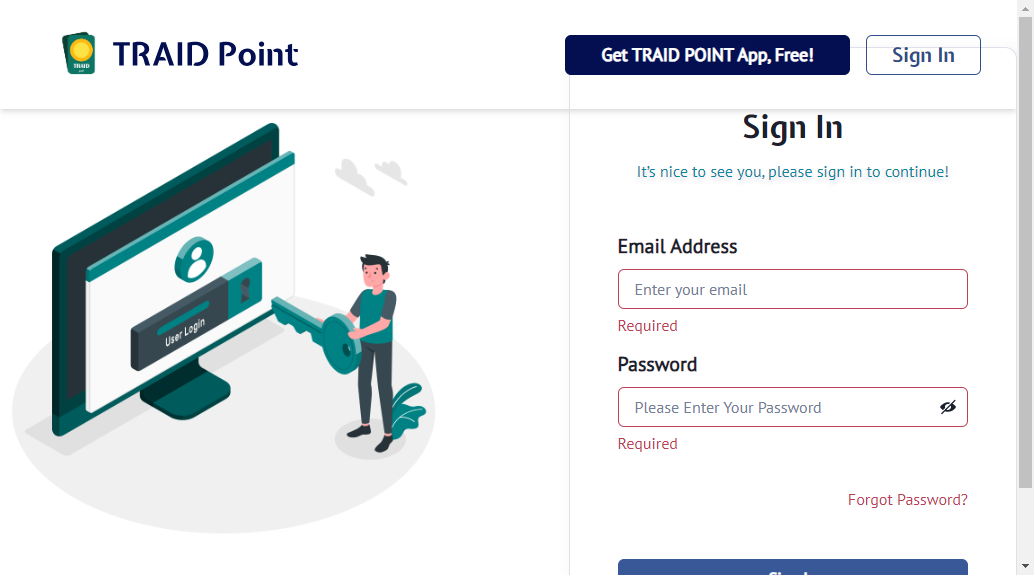 TRAID
TRAID Point
Get TRAID POINT App, Free!
Sign In
Sign In
It's nice to see you, please sign in to continue!
Email Address
Enter your email
Required
Password
Please Enter Your Password
Required
Forgot Password?
User Login